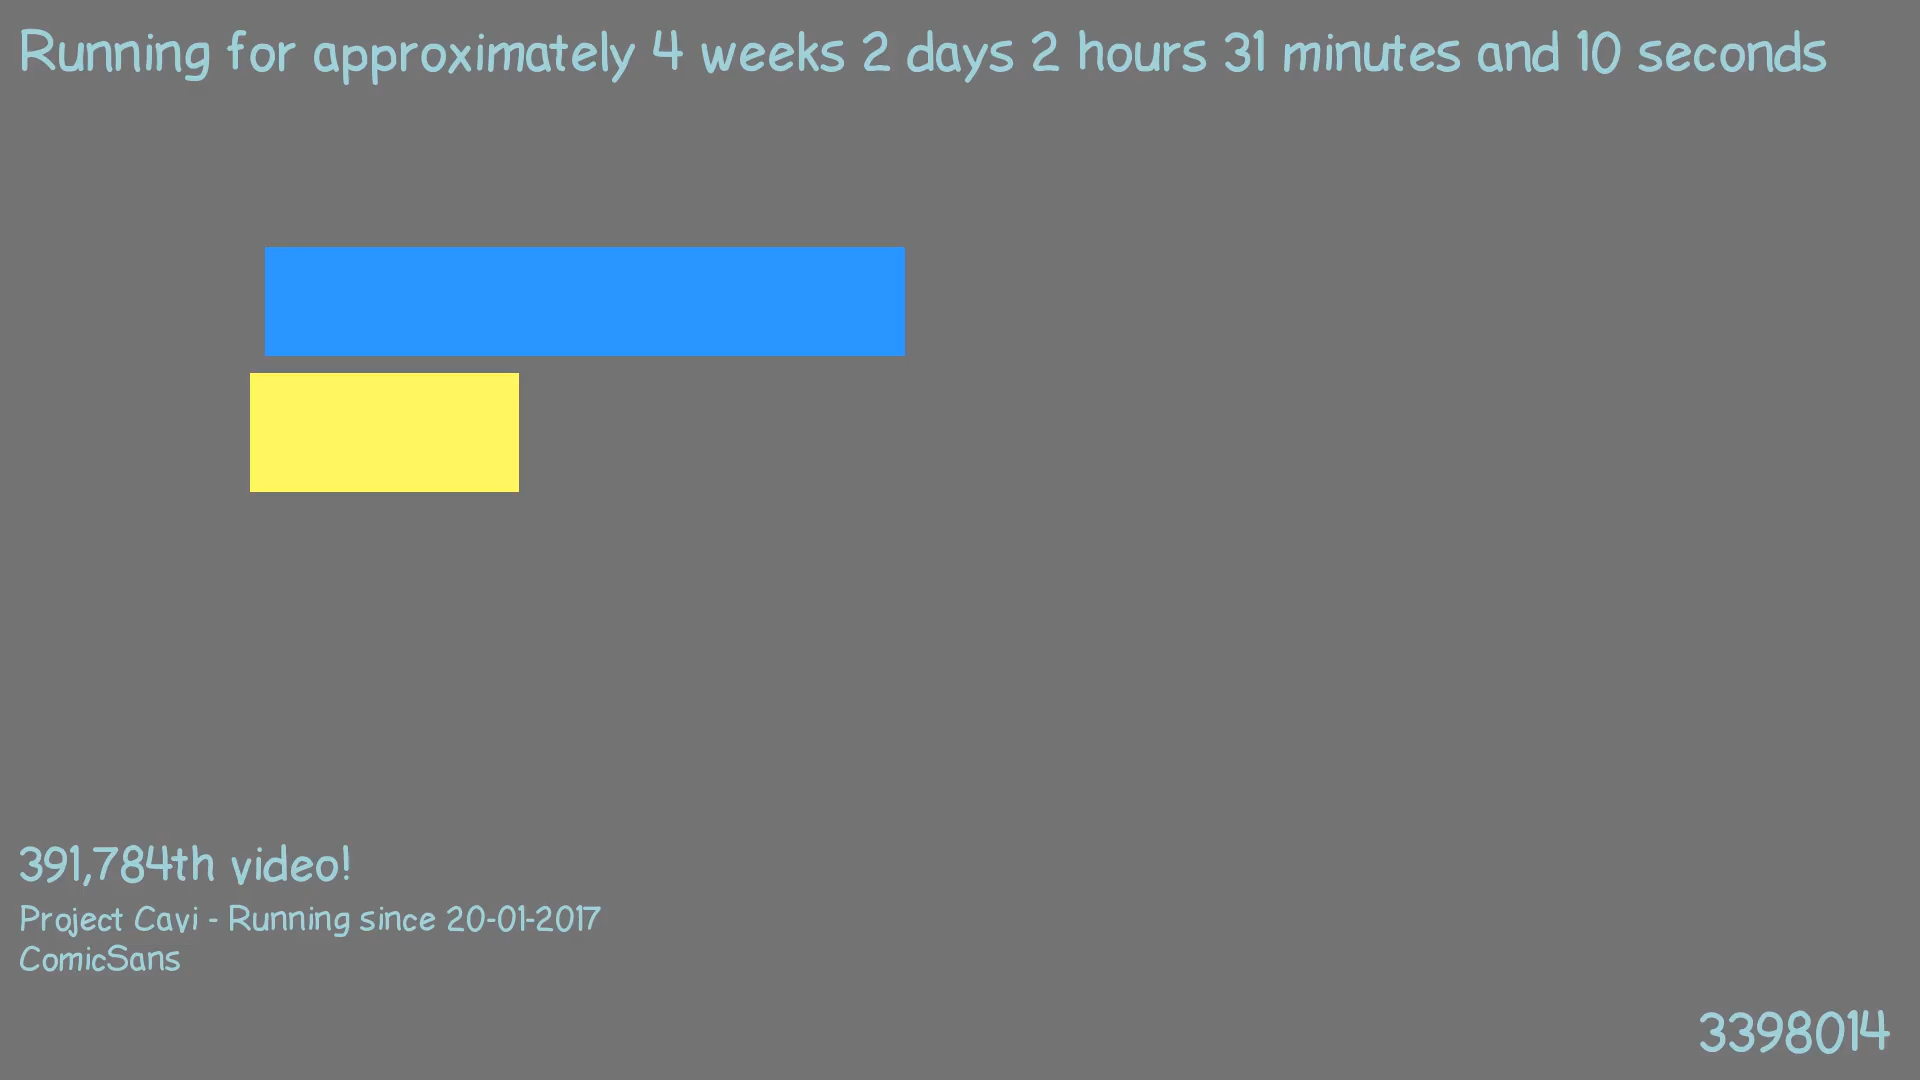 Running for approximately 4 weeks 2 days 2 hours 31 minutes and 10 seconds
391,784th video!
Project Cavi - Running since 20-01-2017
ComicSans
3398014